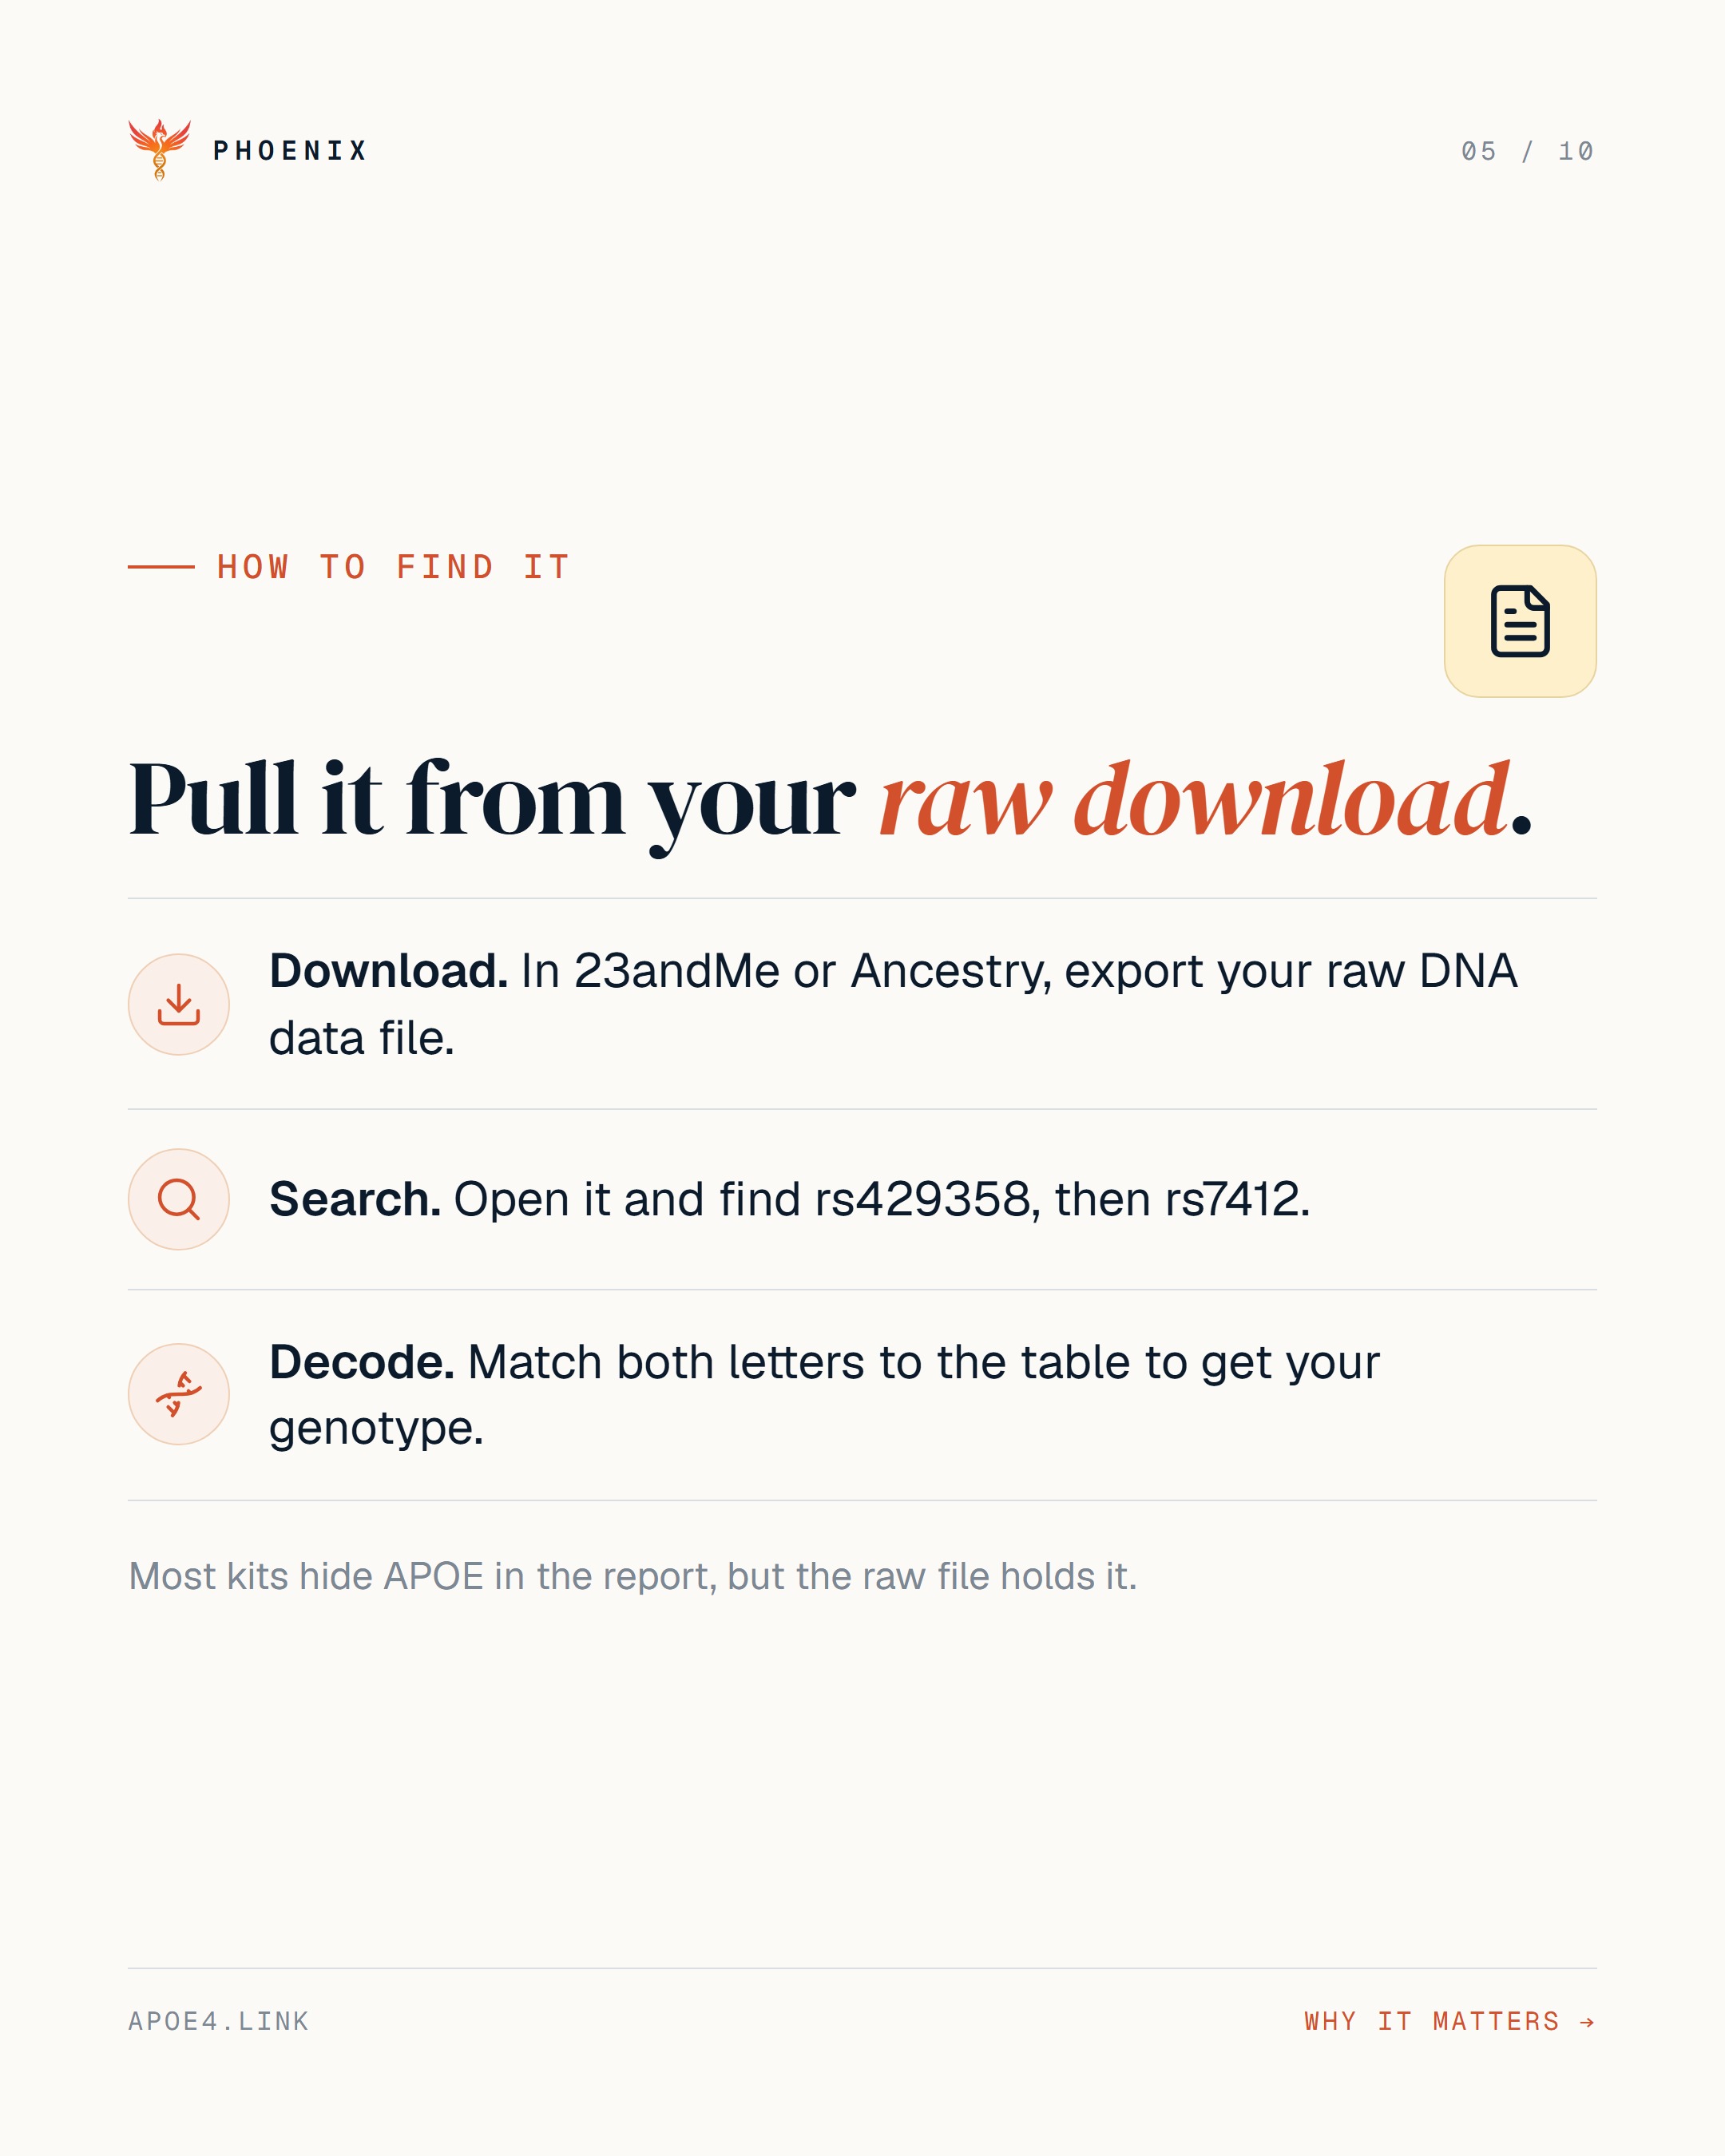 PHOENIX
05 / 10
HOW TO FIND IT
Pull it from your raw download.
Download. In 23andMe or Ancestry, export your raw DNA
data file.
Search. Open it and find rs429358, then rs7412.
Decode. Match both letters to the table to get your
genotype.
Most kits hide APOE in the report, but the raw file holds it.
APOE4.LINK
WHY IT MATTERS →